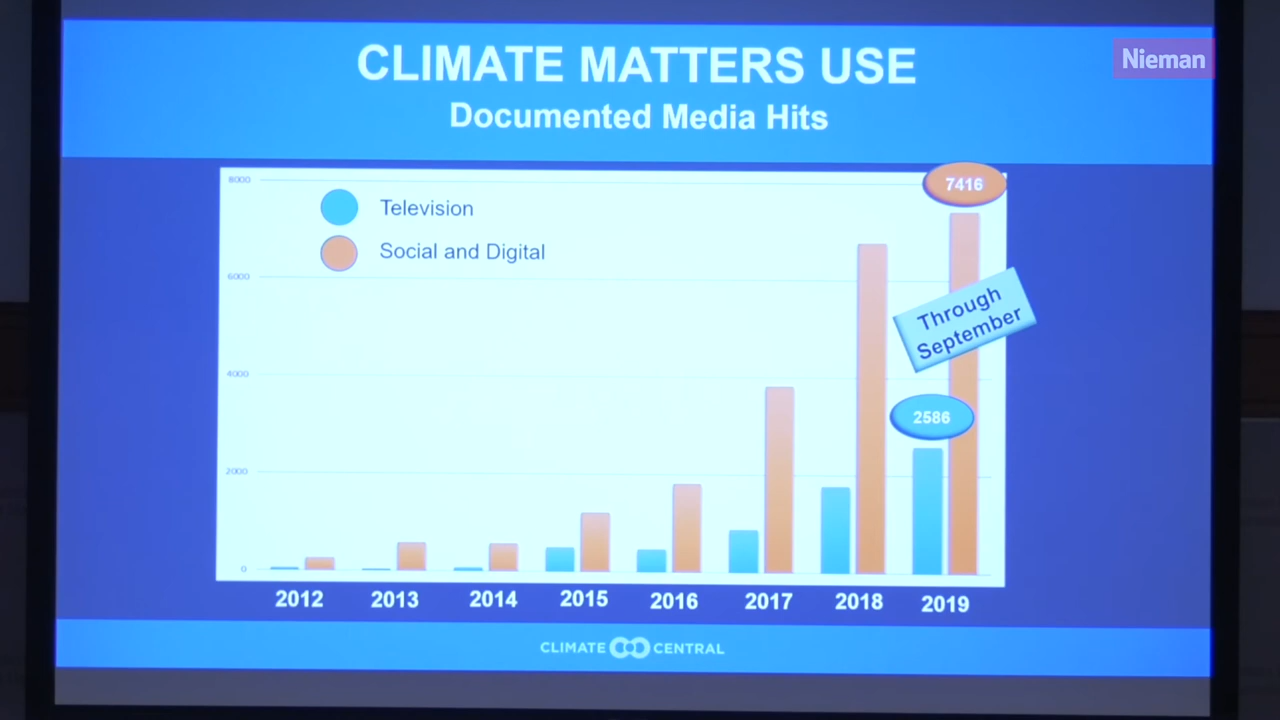 CLIMATE MATTERS USE
Nieman
Documented Media Hits
8000
7416
Television
Social and Digital
6000
Through
September
4000
2586
2000
0
2012 2013 2014 2015 2016 2017 2018 2019
CLIMATE CENTRAL